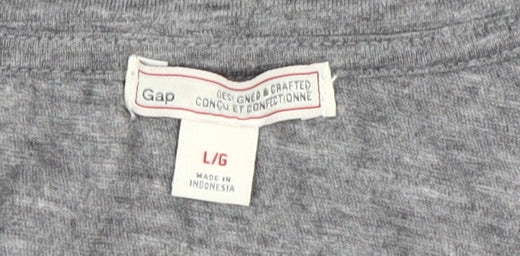 Gap
DESIGNED & CRAFTED
CONÇU ET CONFECTIONNÉ
L/G
MADE IN
INDONESIA